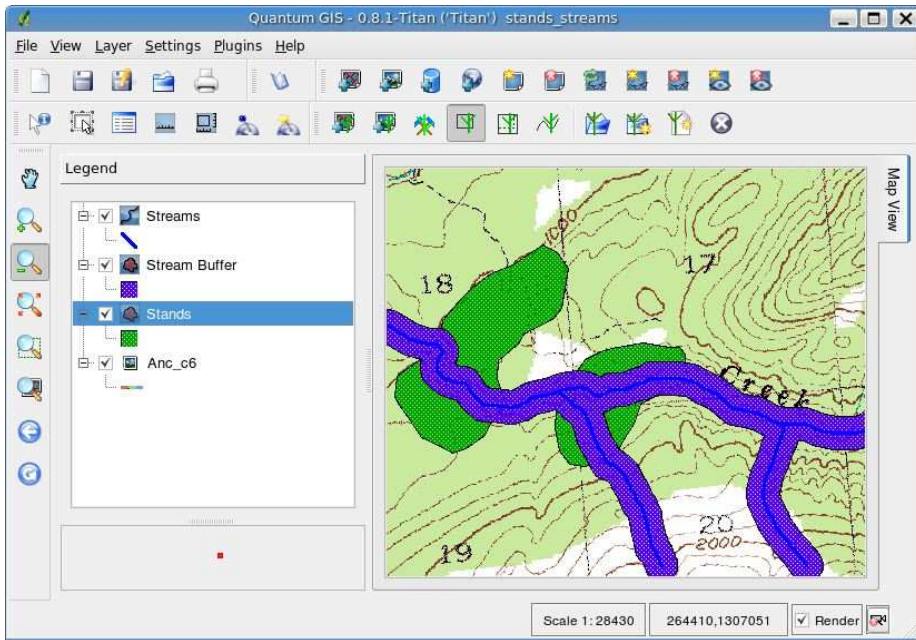 Quantum GIS - 0.8.1-Titan ('Titan') stands_streams
File View Layer Settings Plugins Help
Legend
Streams
Stream Buffer
Stands
Anc_c6
Map View
1000
17
18
Creek
20
2000
19
Scale 1: 28430
264410,1307051
Render